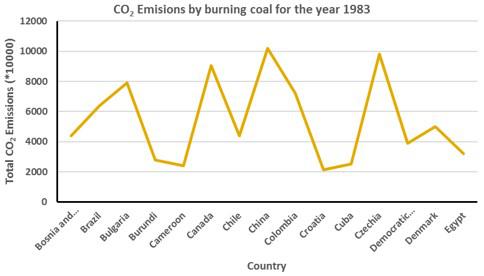 CO₂ Emisions by burning coal for the year 1983
Total CO₂ Emissions (*10000)
12000
10000
8000
6000
4000
2000
0
Bosnia and...
Brazil
Bulgaria
Burundi
Cameroon
Canada
Chile
China
Colombia
Croatia
Cuba
Czechia
Democratic...
Denmark
Egypt
Country